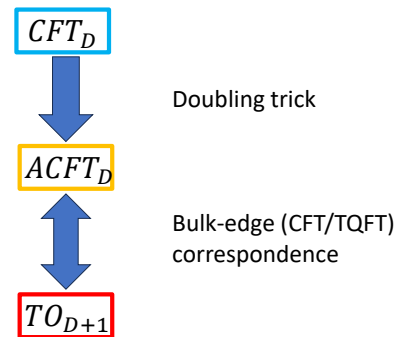 CFT_D
Doubling trick
ACFT_D
Bulk-edge (CFT/TQFT)
correspondence
TO_{D+1}